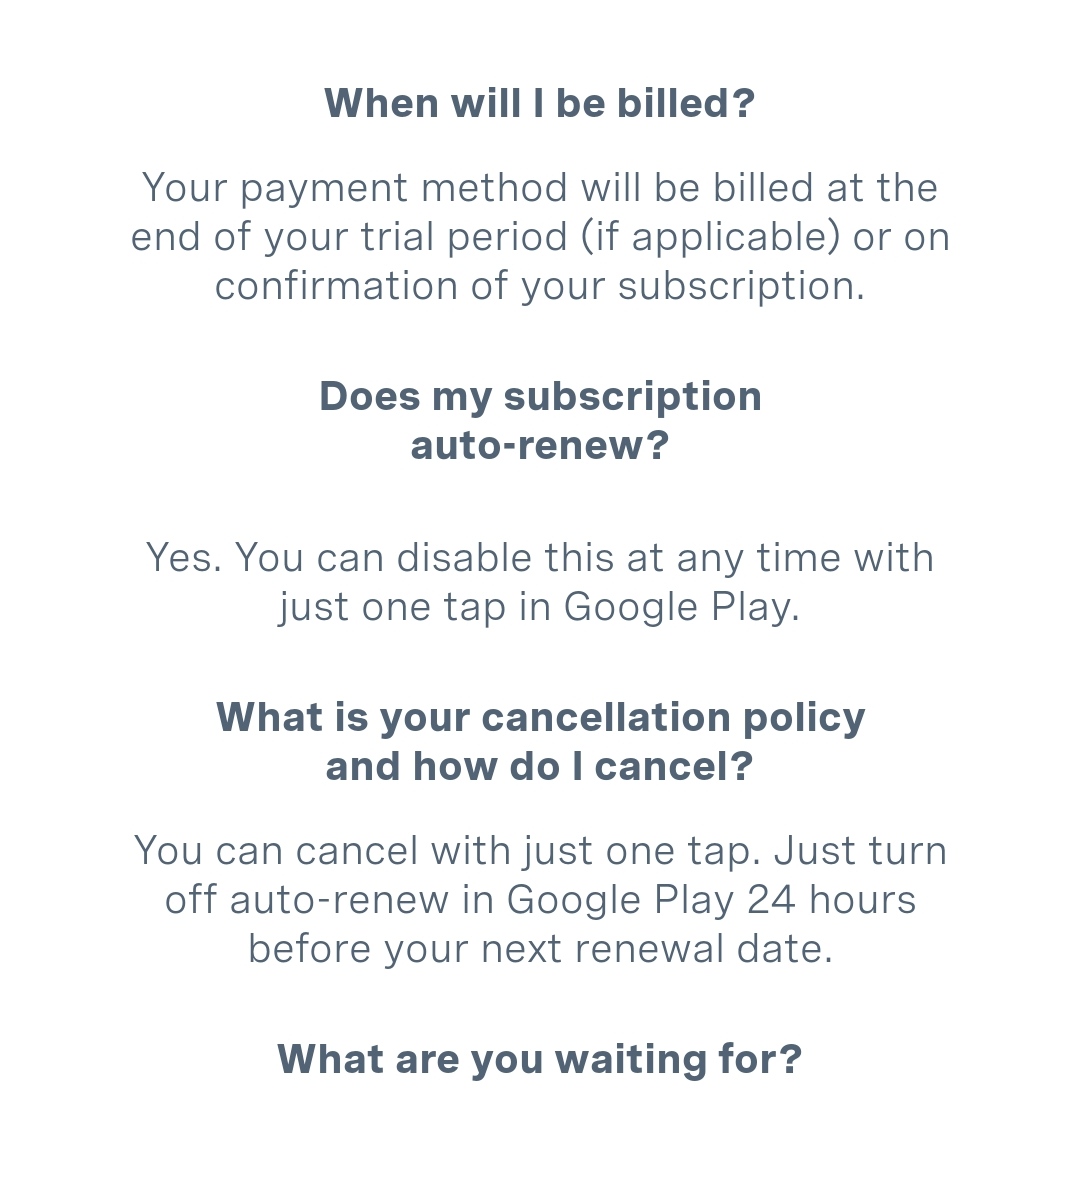 When will I be billed?
Your payment method will be billed at the
end of your trial period (if applicable) or on
confirmation of your subscription.
Does my subscription
auto-renew?
Yes. You can disable this at any time with
just one tap in Google Play.
What is your cancellation policy
and how do I cancel?
You can cancel with just one tap. Just turn
off auto-renew in Google Play 24 hours
before your next renewal date.
What are you waiting for?